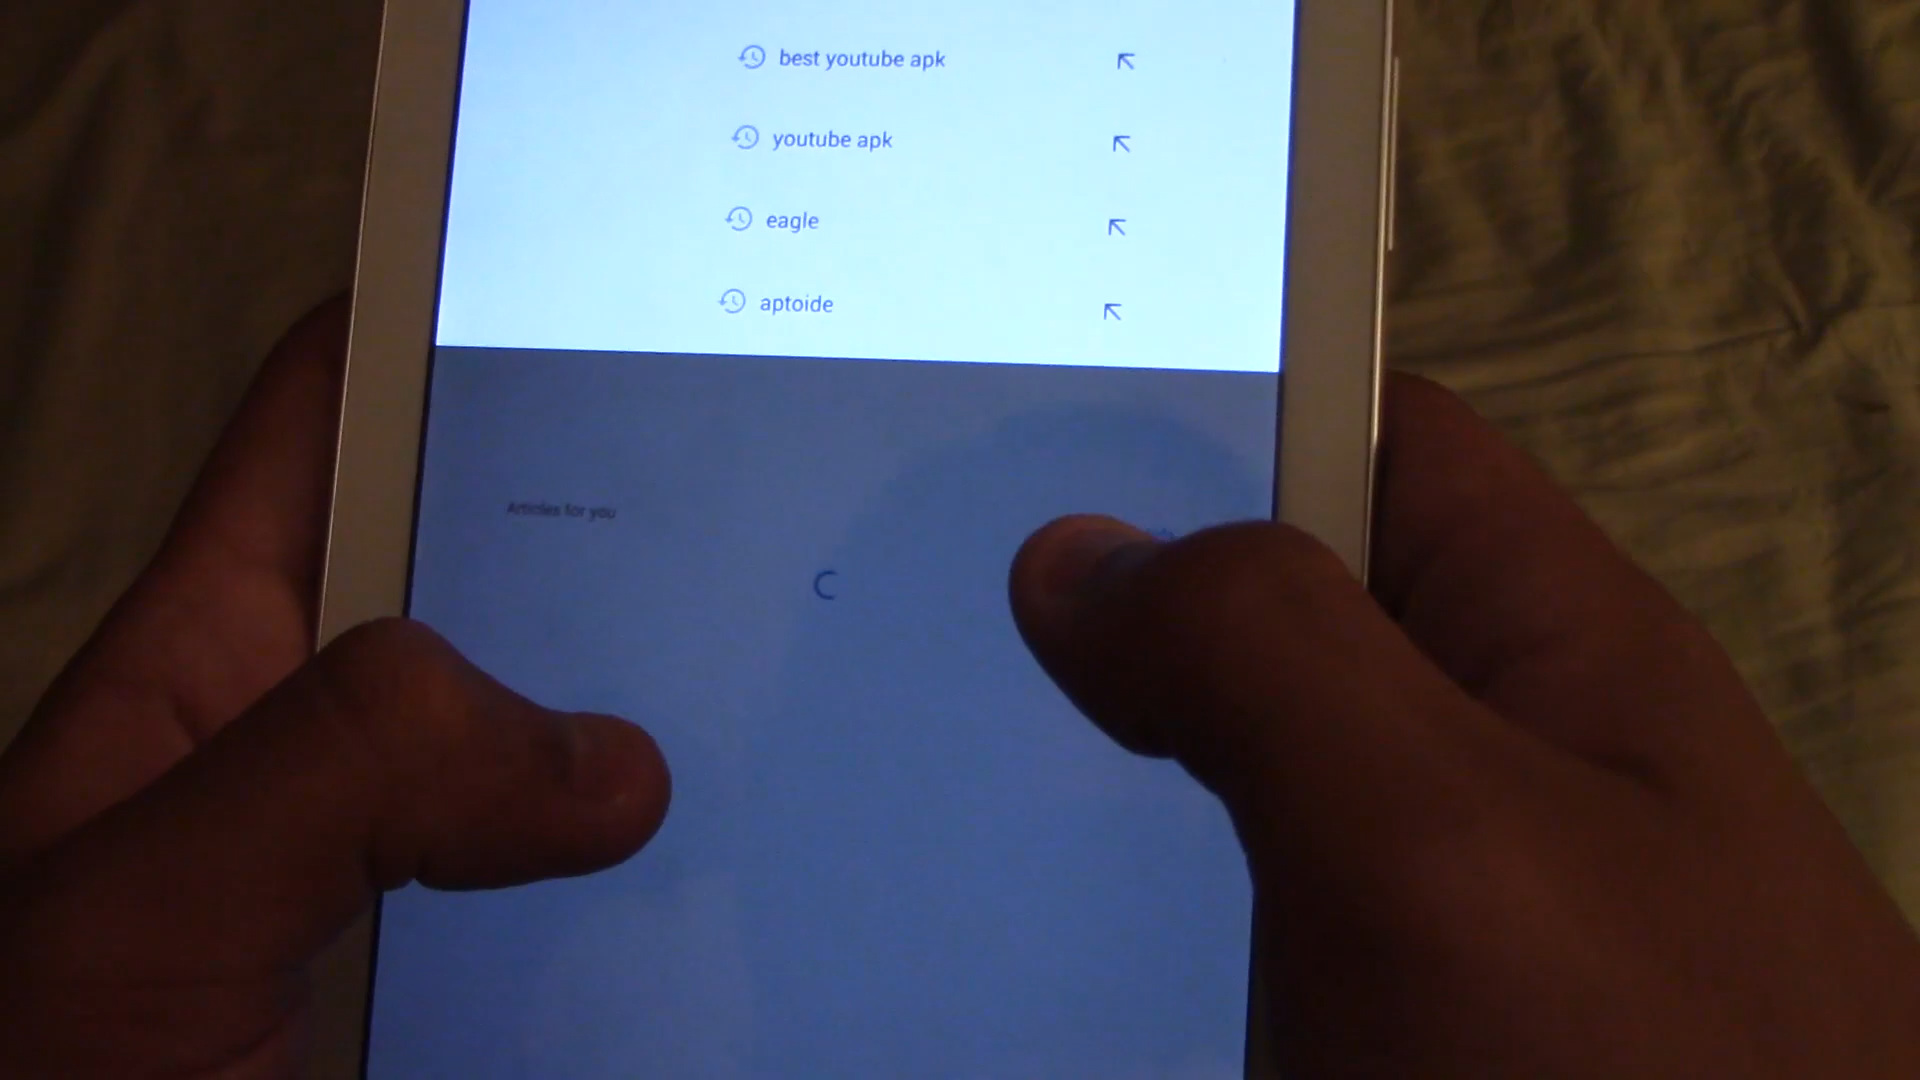 best youtube apk
youtube apk
eagle
aptoide
Articles for you